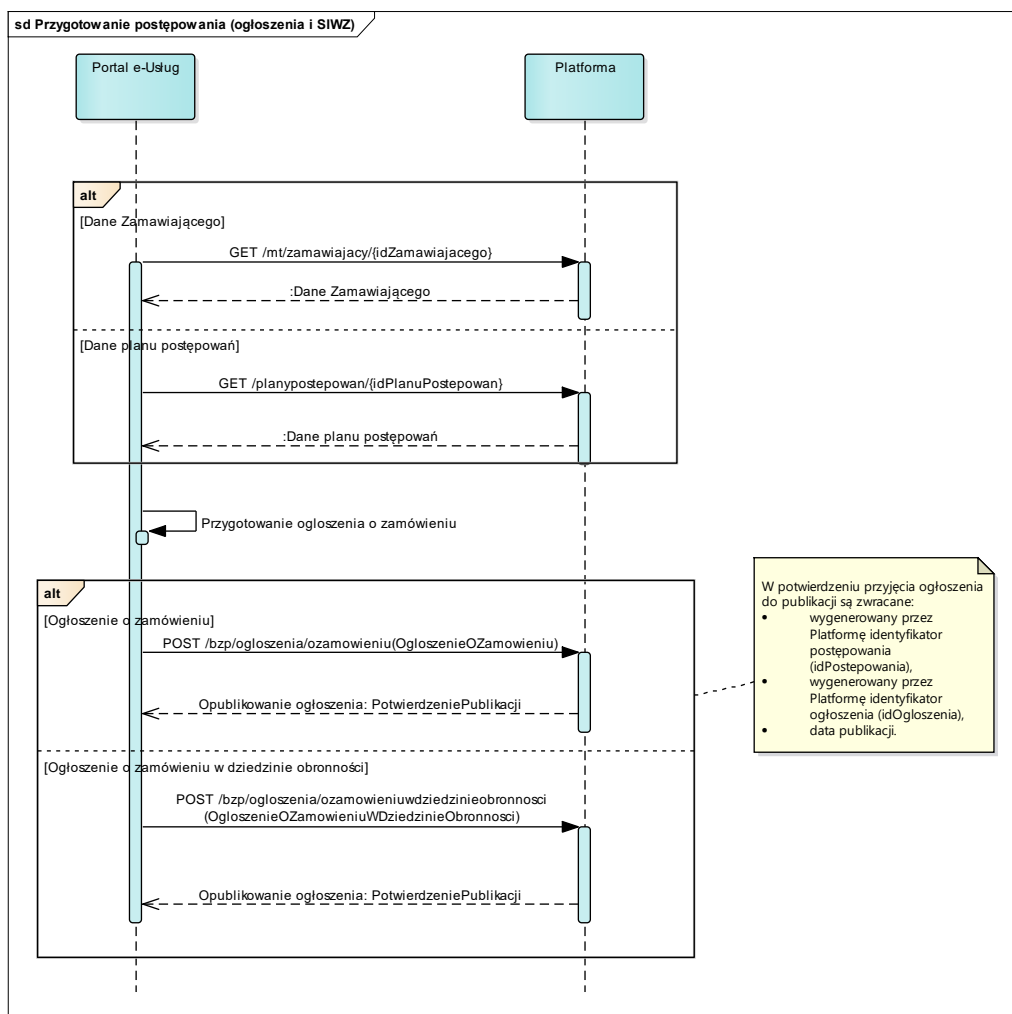 sd Przygotowanie postępowania (ogłoszenia i SIWZ)
Portal e-Usług
Platforma
alt
[Dane Zamawiającego]
GET /mt/zamawiajacy/{idZamawiajacego}
:Dane Zamawiającego
[Dane planu postępowań]
GET /planypostepowan/{idPlanuPostepowan}
:Dane planu postępowań
Przygotowanie ogloszenia o zamówieniu
alt
[Ogłoszenie o zamówieniu]
POST /bzp/ogloszenia/ozamowieniu(OgloszenieOZamowieniu)
Opublikowanie ogłoszenia: PotwierdzeniePublikacji
[Ogłoszenie o zamówieniu w dziedzinie obronności]
POST /bzp/ogloszenia/ozamowieniuwdziedzinieobronnosci
(OgloszenieOZamowieniuWDziedzinieObronnosci)
Opublikowanie ogłoszenia: PotwierdzeniePublikacji
W potwierdzeniu przyjęcia ogłoszenia
do publikacji są zwracane:
• wygenerowany przez
Platformę identyfikator
postępowania
(idPostepowania),
• wygenerowany przez
Platformę identyfikator
ogłoszenia (idOgloszenia),
• data publikacji.